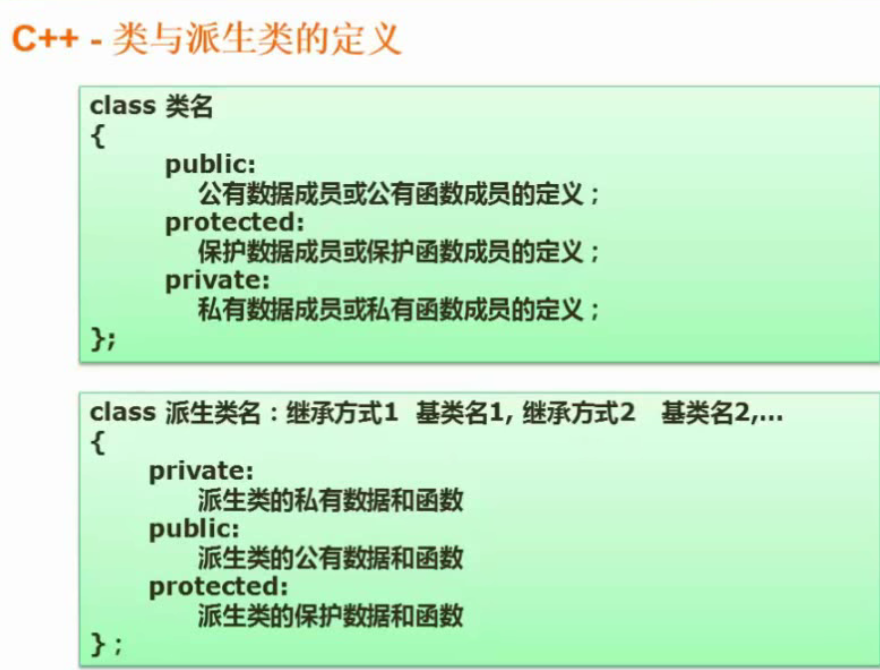 C++ - 类与派生类的定义
class 类名
{
public:
公有数据成员或公有函数成员的定义；
protected:
保护数据成员或保护函数成员的定义；
private:
私有数据成员或私有函数成员的定义；
};
class 派生类名：继承方式1 基类名1, 继承方式2 基类名2,...
{
private:
派生类的私有数据和函数
public:
派生类的公有数据和函数
protected:
派生类的保护数据和函数
}；